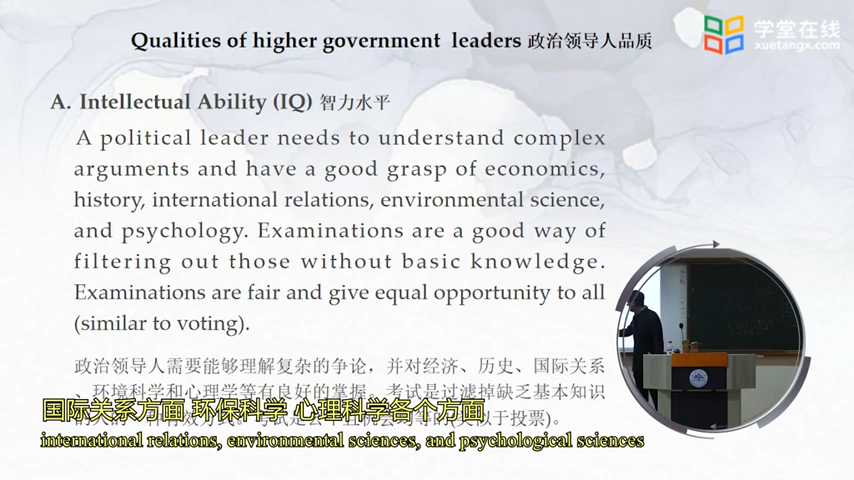 学堂在线
xuetangx.com
Qualities of higher government leaders 政治领导人品质
A. Intellectual Ability (IQ) 智力水平
A political leader needs to understand complex
arguments and have a good grasp of economics,
history, international relations, environmental science,
and psychology. Examinations are a good way of
filtering out those without basic knowledge.
Examinations are fair and give equal opportunity to all
(similar to voting).
政治领导人需要能够理解复杂的争论，并对经济、历史、国际关系
、环境科学和心理学等有良好的掌握。考试是过滤掉缺乏基本知识
似于投票)。
国际关系方面 环保科学 心理科学各个方面
international relations, environmental sciences, and psychological sciences